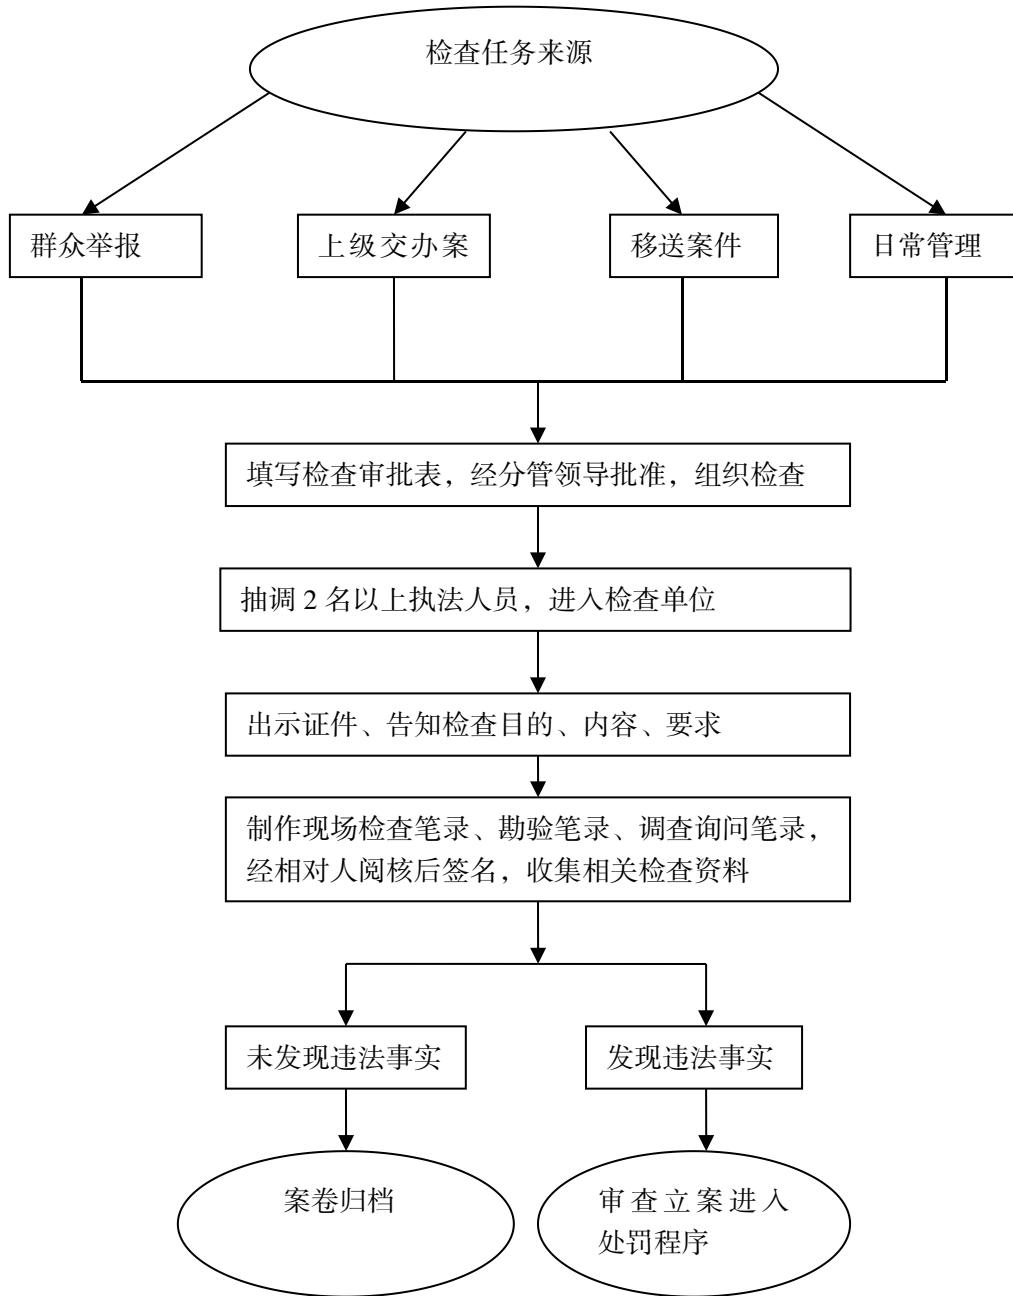 检查任务来源
群众举报
上级交办案
移送案件
日常管理
填写检查审批表，经分管领导批准，组织检查
抽调 2 名以上执法人员，进入检查单位
出示证件、告知检查目的、内容、要求
制作现场检查笔录、勘验笔录、调查询问笔录，
经相对人阅核后签名，收集相关检查资料
未发现违法事实
发现违法事实
案卷归档
审查立案进入
处罚程序